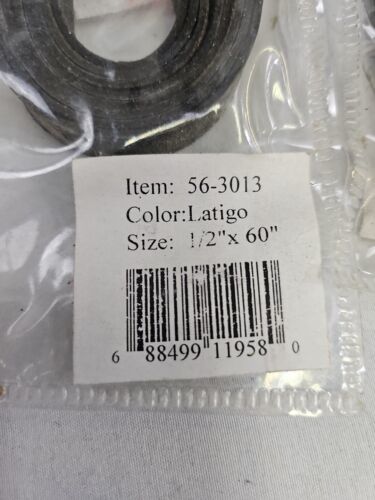 Item: 56-3013
Color:Latigo
Size: 1/2"x 60"
6 88499 11958 0